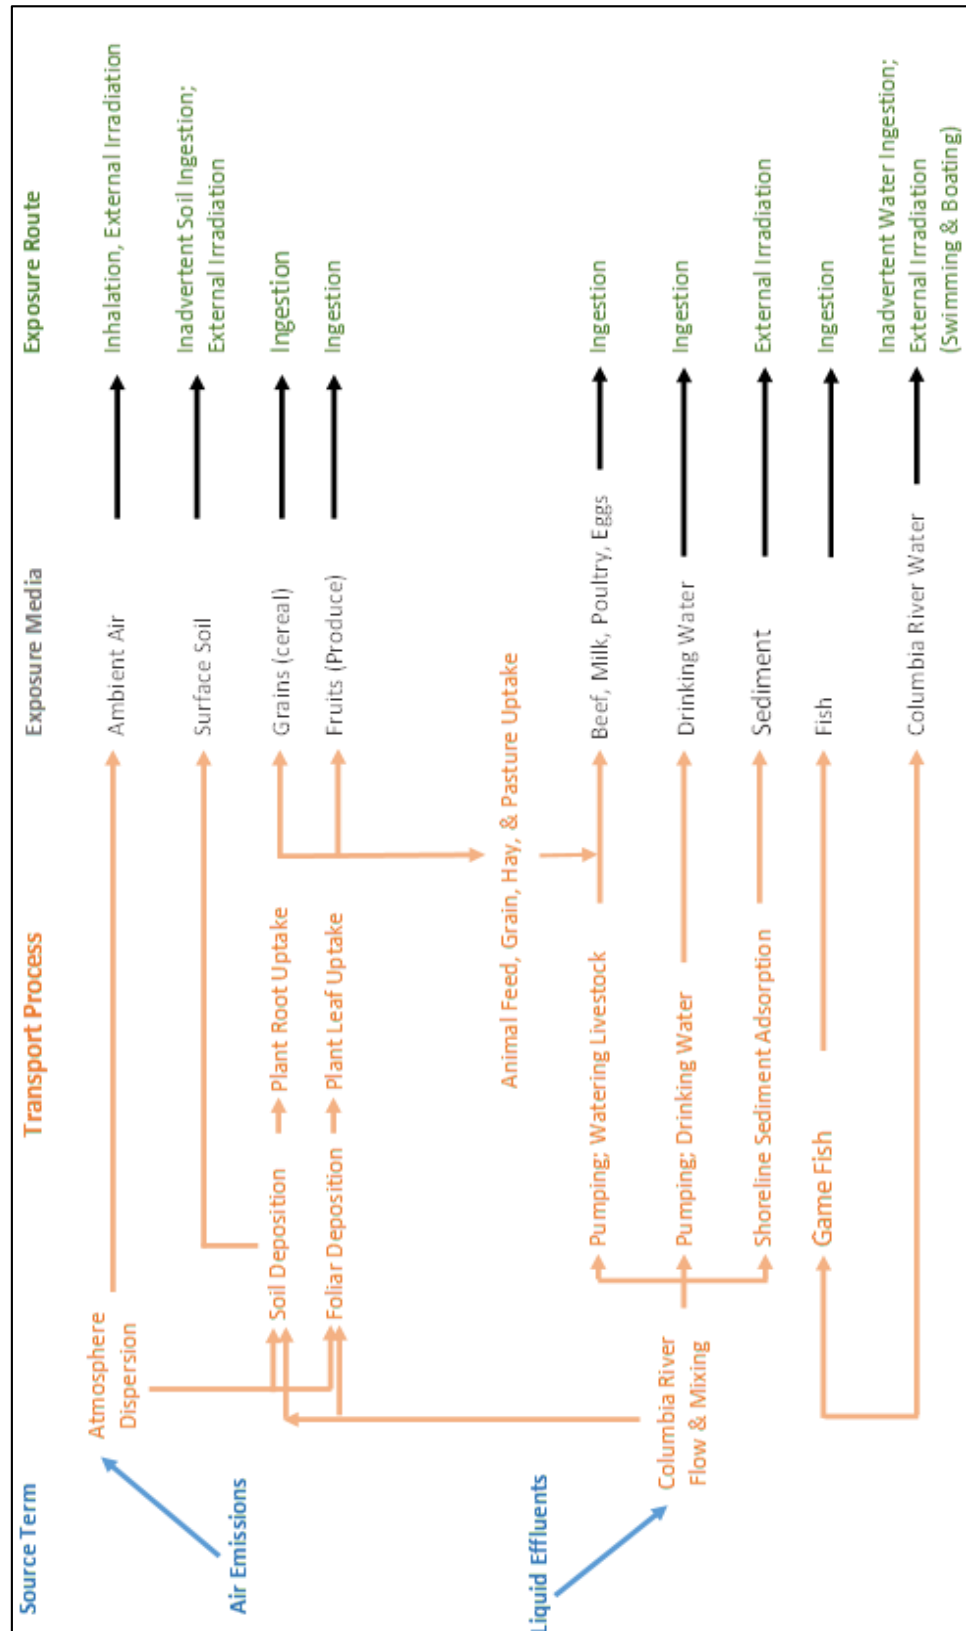 Source Term
Transport Process
Exposure Media
Exposure Route
Air Emissions
Liquid Effluents
Atmosphere
Dispersion
Soil Deposition
Plant Root Uptake
Foliar Deposition
Plant Leaf Uptake
Animal Feed, Grain, Hay, & Pasture Uptake
Columbia River
Flow & Mixing
Pumping; Watering Livestock
Pumping; Drinking Water
Shoreline Sediment Adsorption
Game Fish
Ambient Air
Surface Soil
Grains (cereal)
Fruits (Produce)
Beef, Milk, Poultry, Eggs
Drinking Water
Sediment
Fish
Columbia River Water
Inhalation, External Irradiation
Inadvertent Soil Ingestion;
External Irradiation
Ingestion
Ingestion
Ingestion
Ingestion
External Irradiation
Ingestion
Inadvertent Water Ingestion;
External Irradiation
(Swimming & Boating)